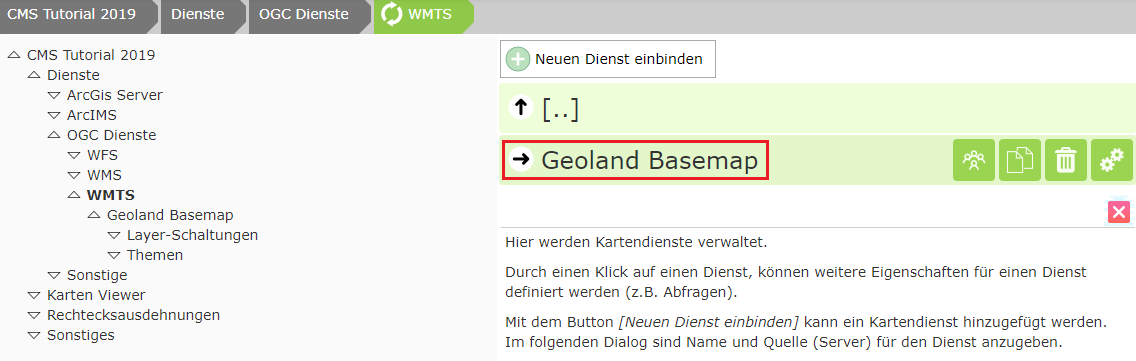 CMS Tutorial 2019
Dienste
OGC Dienste
WMTS
CMS Tutorial 2019
Dienste
ArcGis Server
ArcIMS
OGC Dienste
WFS
WMS
WMTS
Geoland Basemap
Layer-Schaltungen
Themen
Sonstige
Karten Viewer
Rechtecksausdehnungen
Sonstiges
Neuen Dienst einbinden
[..]
Geoland Basemap
Hier werden Kartendienste verwaltet.
Durch einen Klick auf einen Dienst, können weitere Eigenschaften für einen Dienst
definiert werden (z.B. Abfragen).
Mit dem Button [Neuen Dienst einbinden] kann ein Kartendienst hinzugefügt werden.
Im folgenden Dialog sind Name und Quelle (Server) für den Dienst anzugeben.